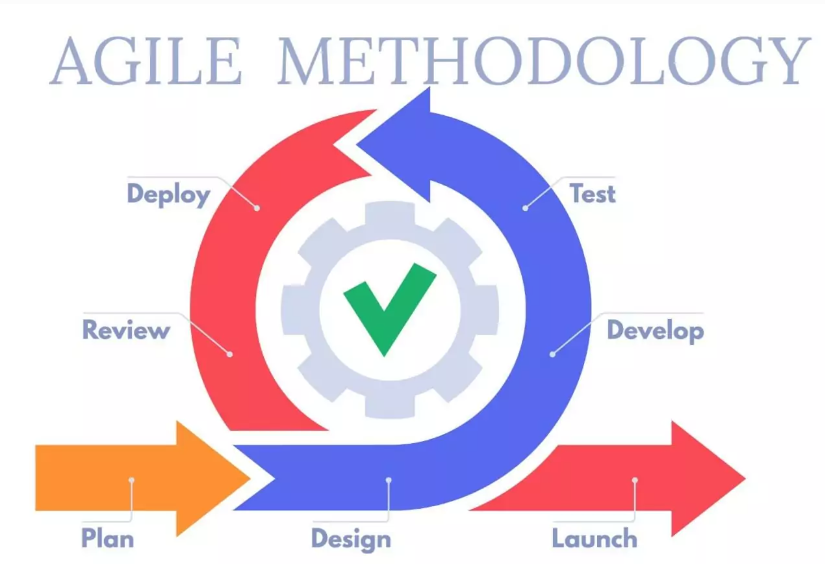 AGILE METHODOLOGY
Deploy
Test
Review
Develop
Plan
Design
Launch